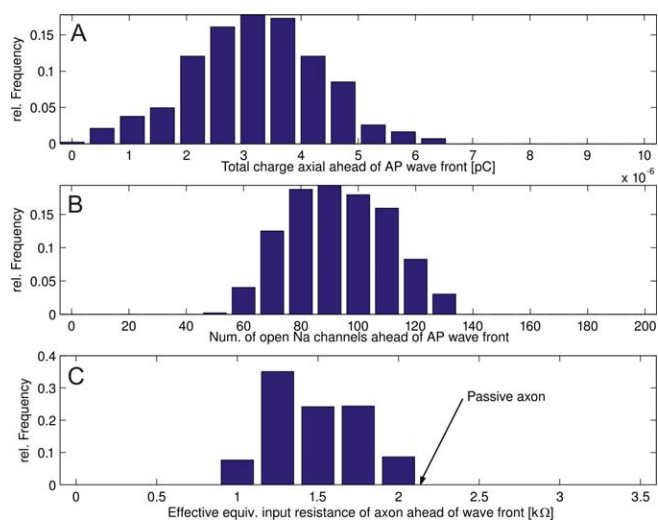 A
rel. Frequency
0.15
0.1
0.05
0
0 1 2 3 4 5 6 7 8 9 10
Total charge axial ahead of AP wave front [pC]
x 10⁻⁶
B
rel. Frequency
0.15
0.1
0.05
0
0 20 40 60 80 100 120 140 160 180 200
Num. of open Na channels ahead of AP wave front
C
rel. Frequency
0.4
0.3
0.2
0.1
0
Passive axon
0 0.5 1 1.5 2 2.5 3 3.5
Effective equiv. input resistance of axon ahead of wave front [kΩ]